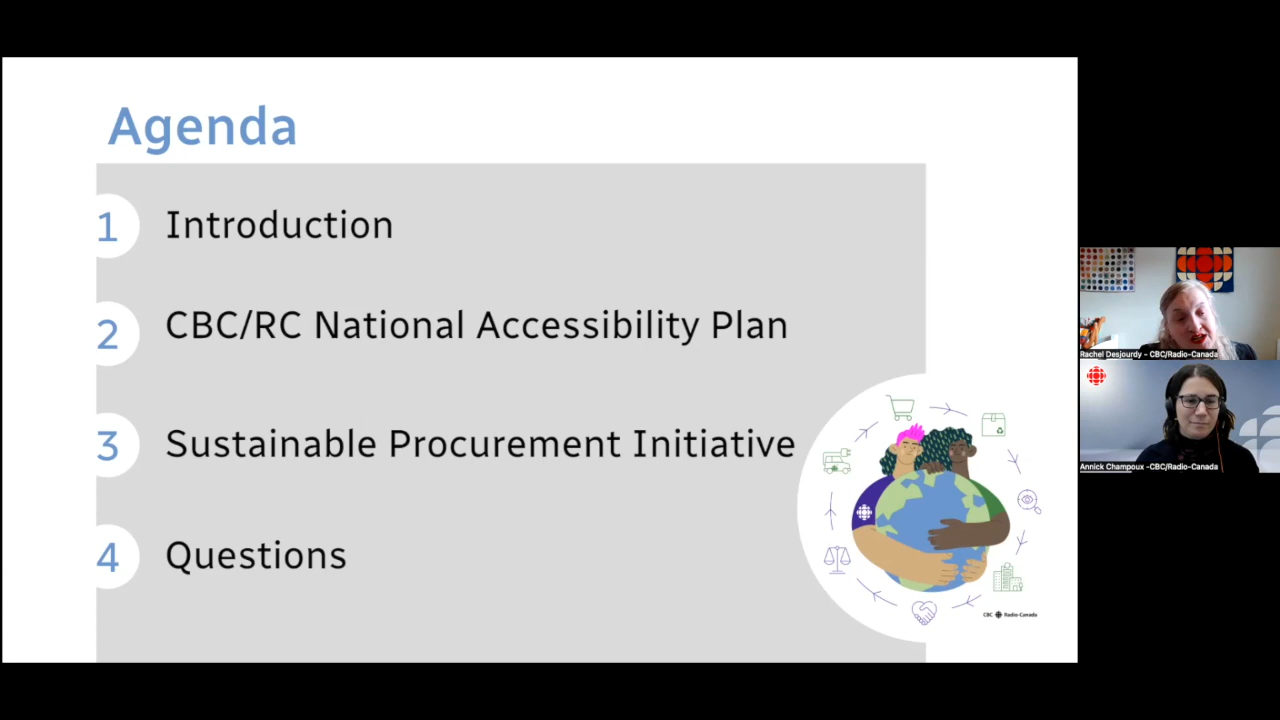 Agenda
1 Introduction
2 CBC/RC National Accessibility Plan
3 Sustainable Procurement Initiative
4 Questions
CBC Radio-Canada
Rachel Desjourdy - CBC/Radio-Canada
Annick Champoux -CBC/Radio-Canada